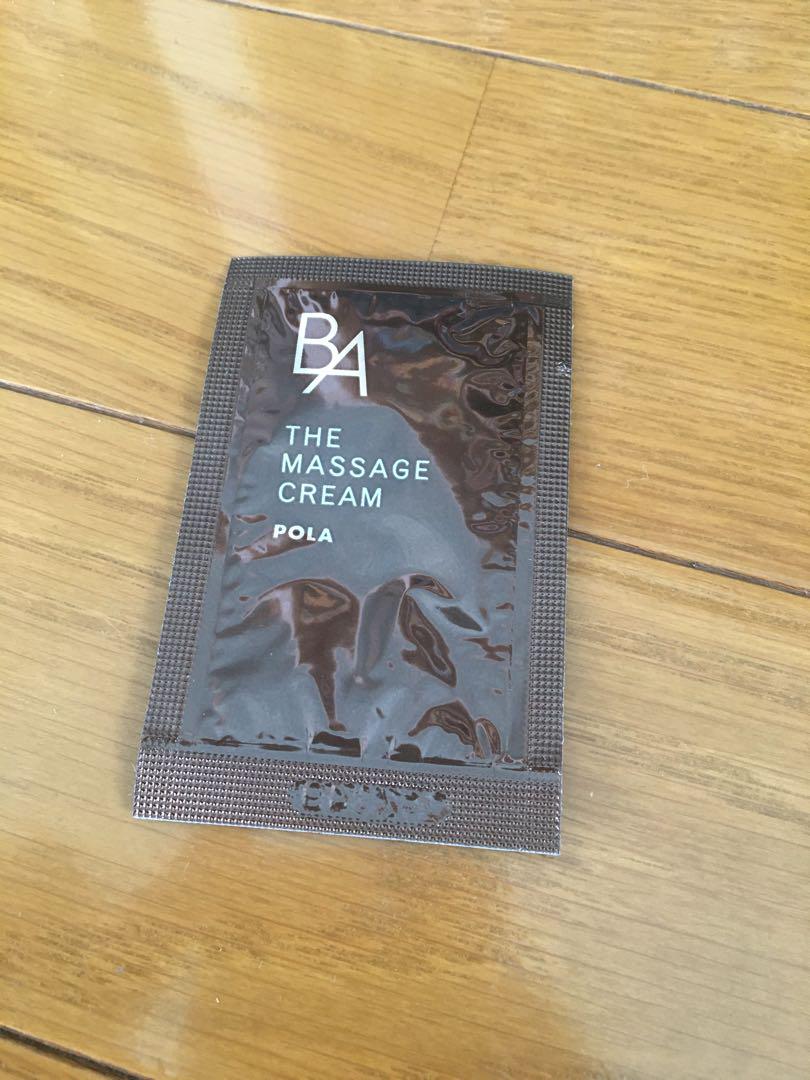 BA
THE
MASSAGE
CREAM
POLA